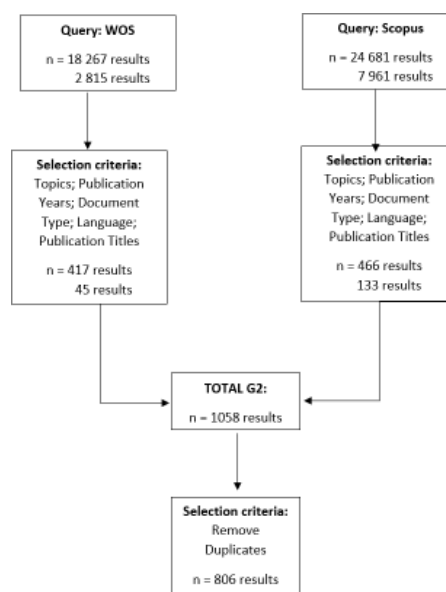 Query: WOS
n = 18 267 results
2 815 results
Query: Scopus
n = 24 681 results
7 961 results
Selection criteria:
Topics; Publication
Years; Document
Type; Language;
Publication Titles
n = 417 results
45 results
Selection criteria:
Topics; Publication
Years; Document
Type; Language;
Publication Titles
n = 466 results
133 results
TOTAL G2:
n = 1058 results
Selection criteria:
Remove
Duplicates
n = 806 results